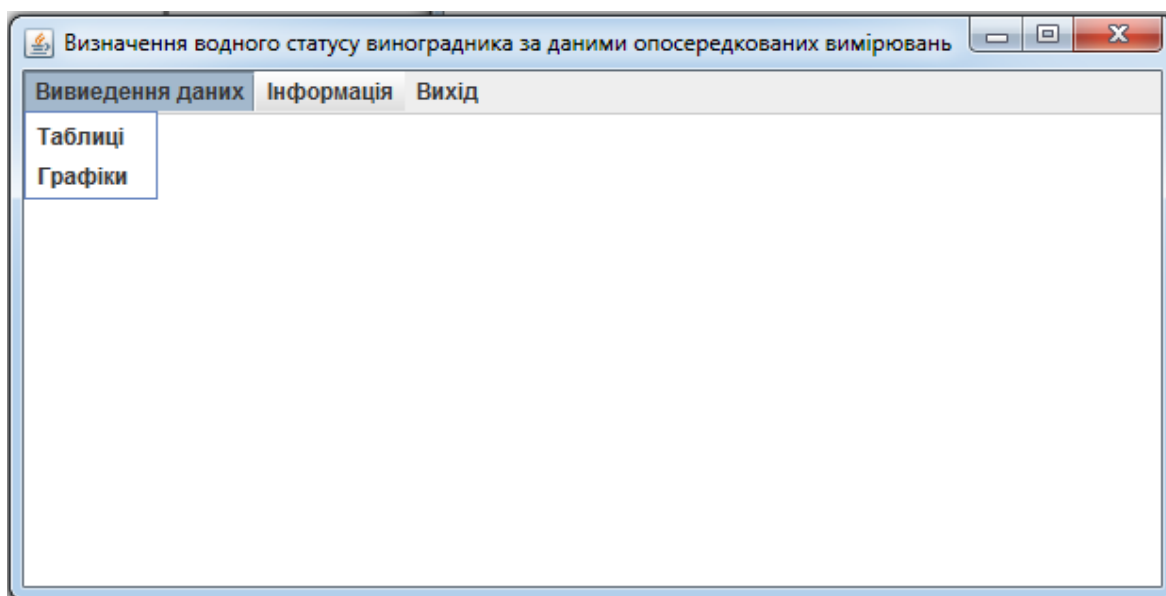 Визначення водного статусу виноградника за даними опосередкованих вимірювань
Вивиедення даних Інформація Вихід
Таблиці
Графіки